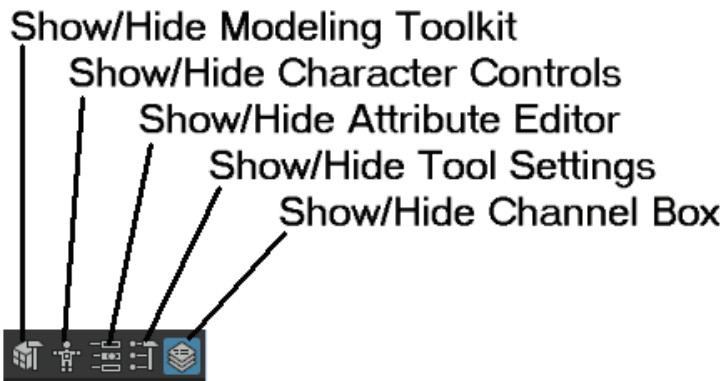 Show/Hide Modeling Toolkit
Show/Hide Character Controls
Show/Hide Attribute Editor
Show/Hide Tool Settings
Show/Hide Channel Box